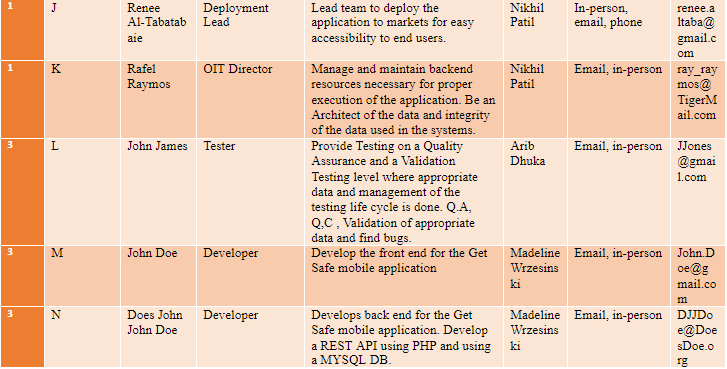 1
J
Renee
Al-Tabatab
aie
Deployment
Lead
Lead team to deploy the
application to markets for easy
accessibility to end users.
Nikhil
Patil
In-person,
email, phone
renee.a
ltaba@
gmail.c
om
1
K
Rafel
Raymos
OIT Director
Manage and maintain backend
resources necessary for proper
execution of the application. Be an
Architect of the data and integrity
of the data used in the systems.
Nikhil
Patil
Email, in-person
ray_ray
mos@
TigerM
ail.com
3
L
John James
Tester
Provide Testing on a Quality
Assurance and a Validation
Testing level where appropriate
data and management of the
testing life cycle is done. Q.A,
Q,C , Validation of appropriate
data and find bugs.
Arib
Dhuka
Email, in-person
JJones
@gmai
l.com
3
M
John Doe
Developer
Develop the front end for the Get
Safe mobile application
Madeline
Wrzesins
ki
Email, in-person
John.D
oe@g
mail.co
m
3
N
Does John
John Doe
Developer
Develops back end for the Get
Safe mobile application. Develop
a REST API using PHP and using
a MYSQL DB.
Madeline
Wrzesins
ki
Email, in-person
DJJDo
e@Doe
sDoe.o
rg